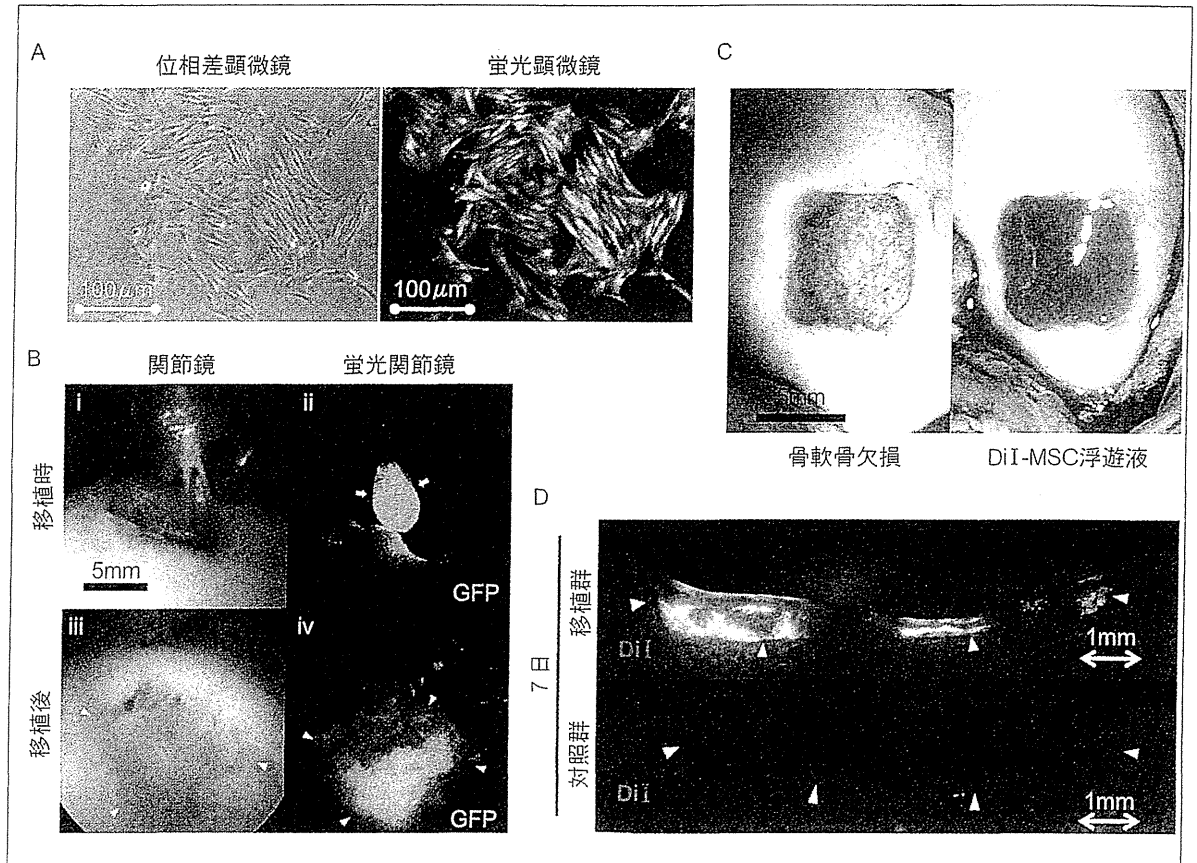 A
位相差顕微鏡
蛍光顕微鏡
100μm
100μm
B
関節鏡
蛍光関節鏡
移植時
i
ii
5mm
GFP
移植後
iii
iv
GFP
C
5mm
骨軟骨欠損
DiI-MSC浮遊液
D
7日
移植群
DiI
1mm
対照群
DiI
1mm